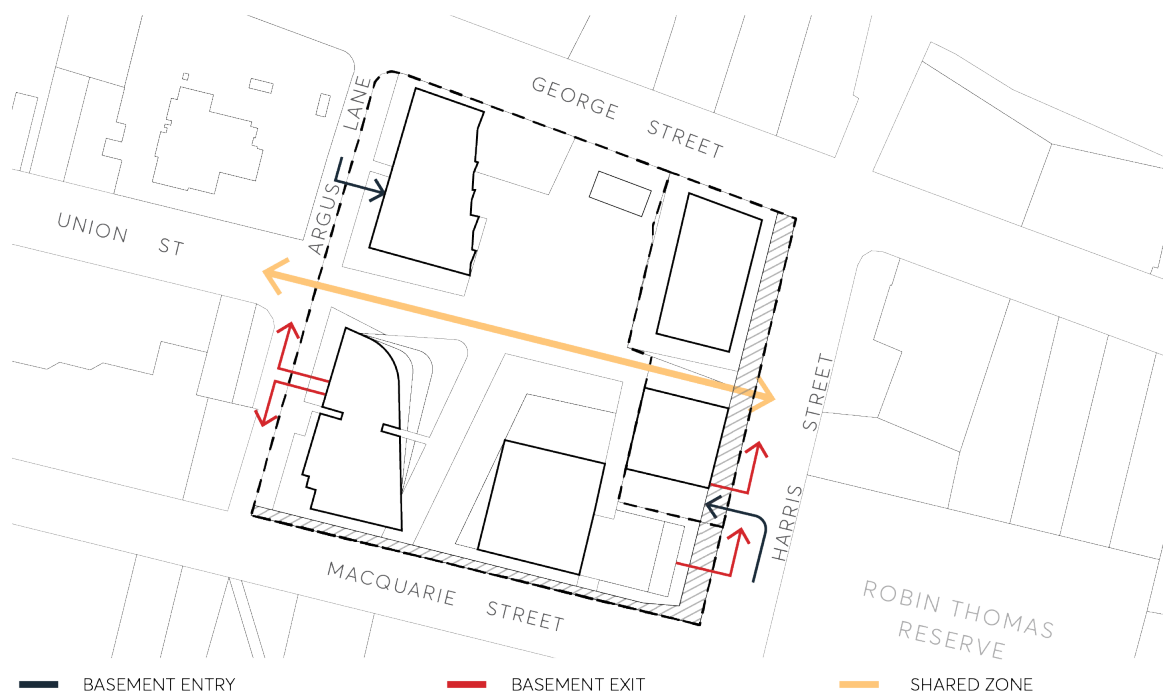 GEORGE STREET
ARGUS LANE
UNION ST
HARRIS STREET
MACQUARIE STREET
ROBIN THOMAS
RESERVE
BASEMENT ENTRY
BASEMENT EXIT
SHARED ZONE